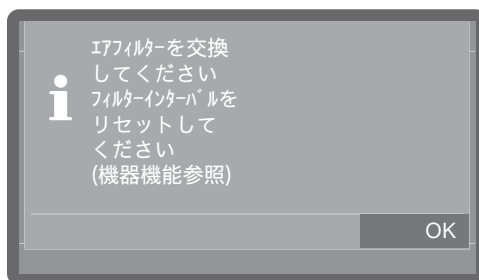 ｴｱﾌｨﾙﾀｰを交換
してください
ﾌｨﾙﾀｰｲﾝﾀｰﾊﾞﾙを
リセットして
ください
(機器機能参照)
OK